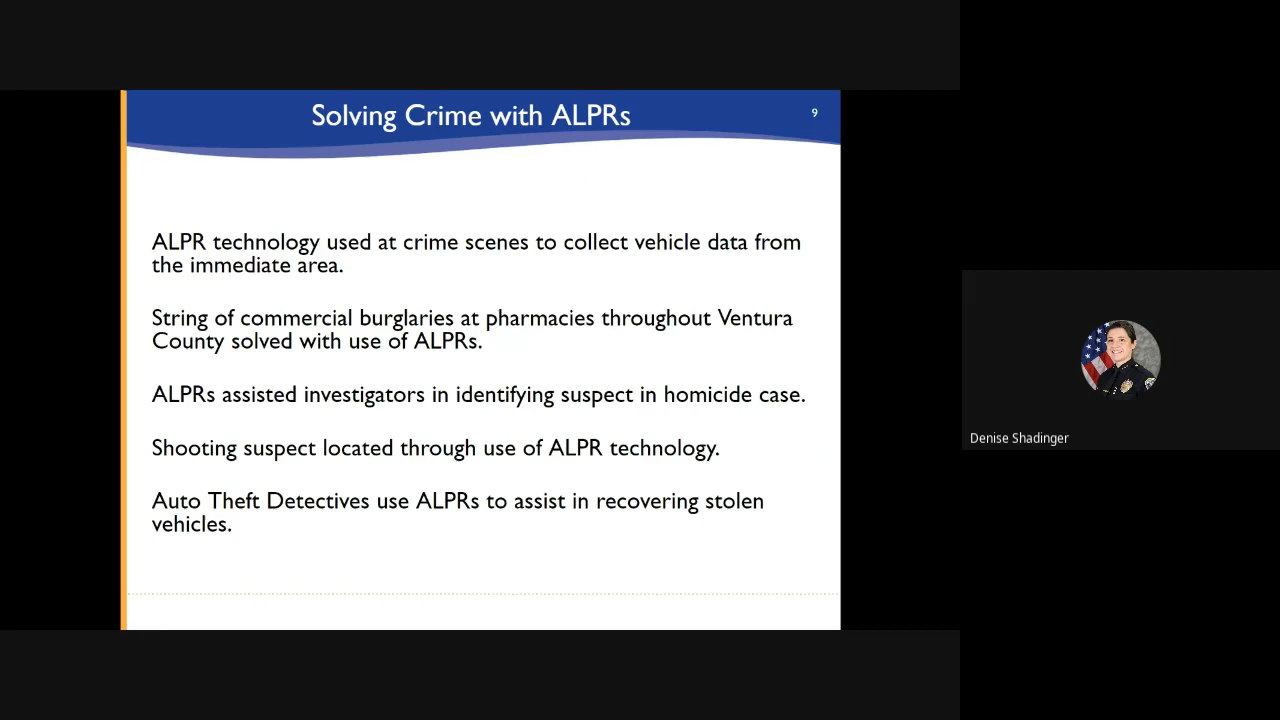 Solving Crime with ALPRs
9
ALPR technology used at crime scenes to collect vehicle data from
the immediate area.
String of commercial burglaries at pharmacies throughout Ventura
County solved with use of ALPRs.
ALPRs assisted investigators in identifying suspect in homicide case.
Shooting suspect located through use of ALPR technology.
Auto Theft Detectives use ALPRs to assist in recovering stolen
vehicles.
Denise Shadinger